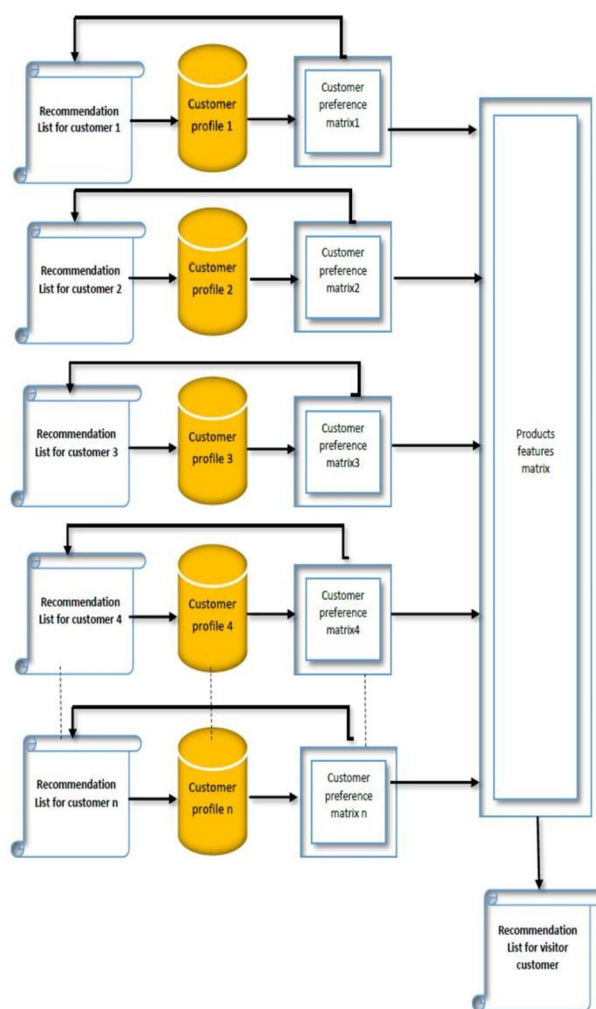 Recommendation
List for customer 1
Customer
profile 1
Customer
preference
matrix1
Recommendation
List for customer 2
Customer
profile 2
Customer
preference
matrix2
Recommendation
List for customer 3
Customer
profile 3
Customer
preference
matrix3
Products
features
matrix
Recommendation
List for customer 4
Customer
profile 4
Customer
preference
matrix4
Recommendation
List for customer n
Customer
profile n
Customer
preference
matrix n
Recommendation
List for visitor
customer